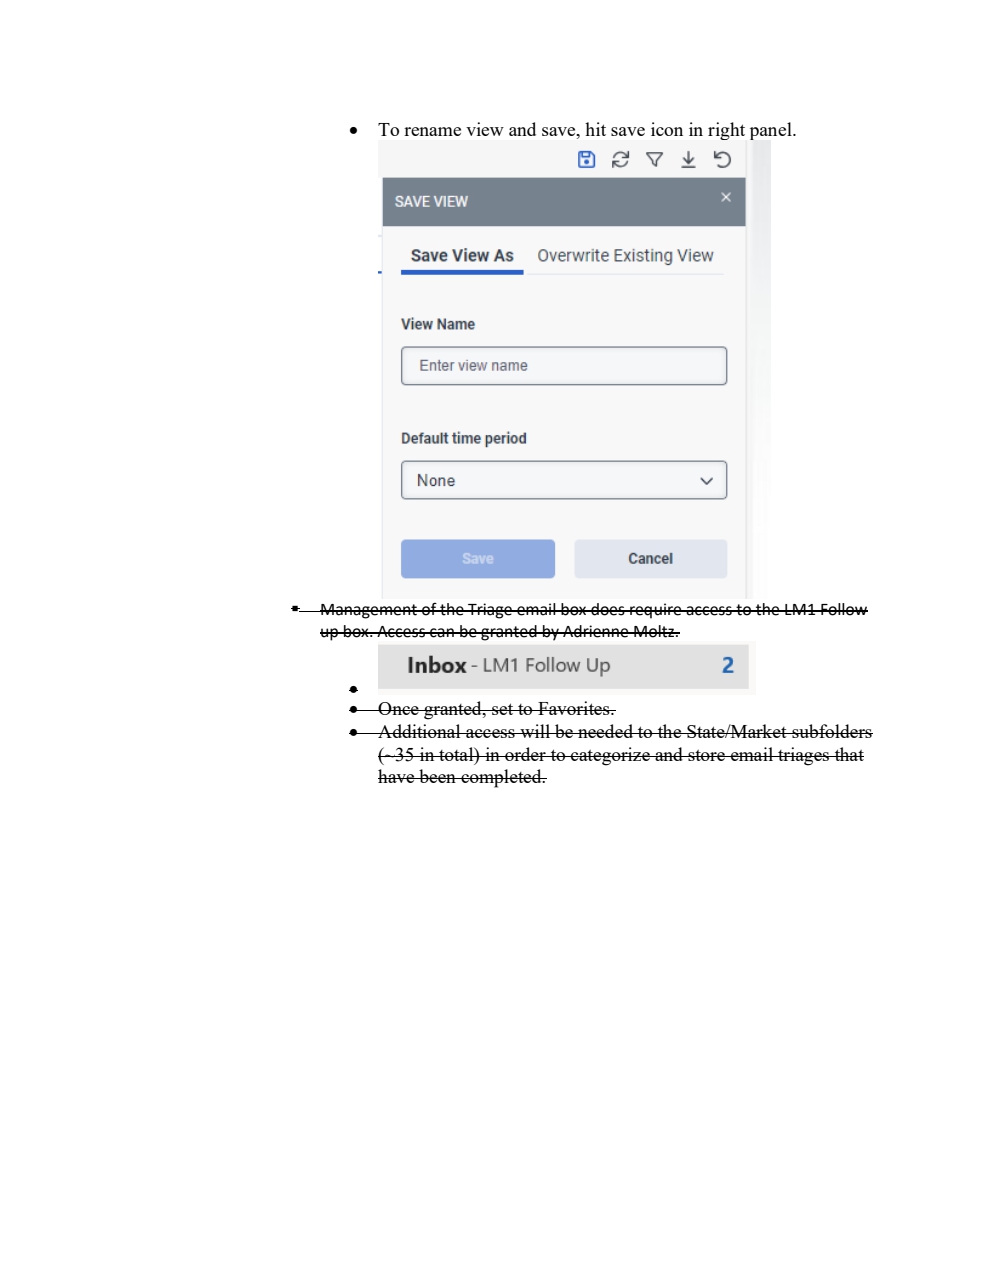 • To rename view and save, hit save icon in right panel.
SAVE VIEW ×
Save View As Overwrite Existing View
View Name
Enter view name
Default time period
None
Save Cancel
▪ Management of the Triage email box does require access to the LM1 Follow
up box. Access can be granted by Adrienne Moltz.
Inbox - LM1 Follow Up 2
•
• Once granted, set to Favorites.
• Additional access will be needed to the State/Market subfolders
(~35 in total) in order to categorize and store email triages that
have been completed.